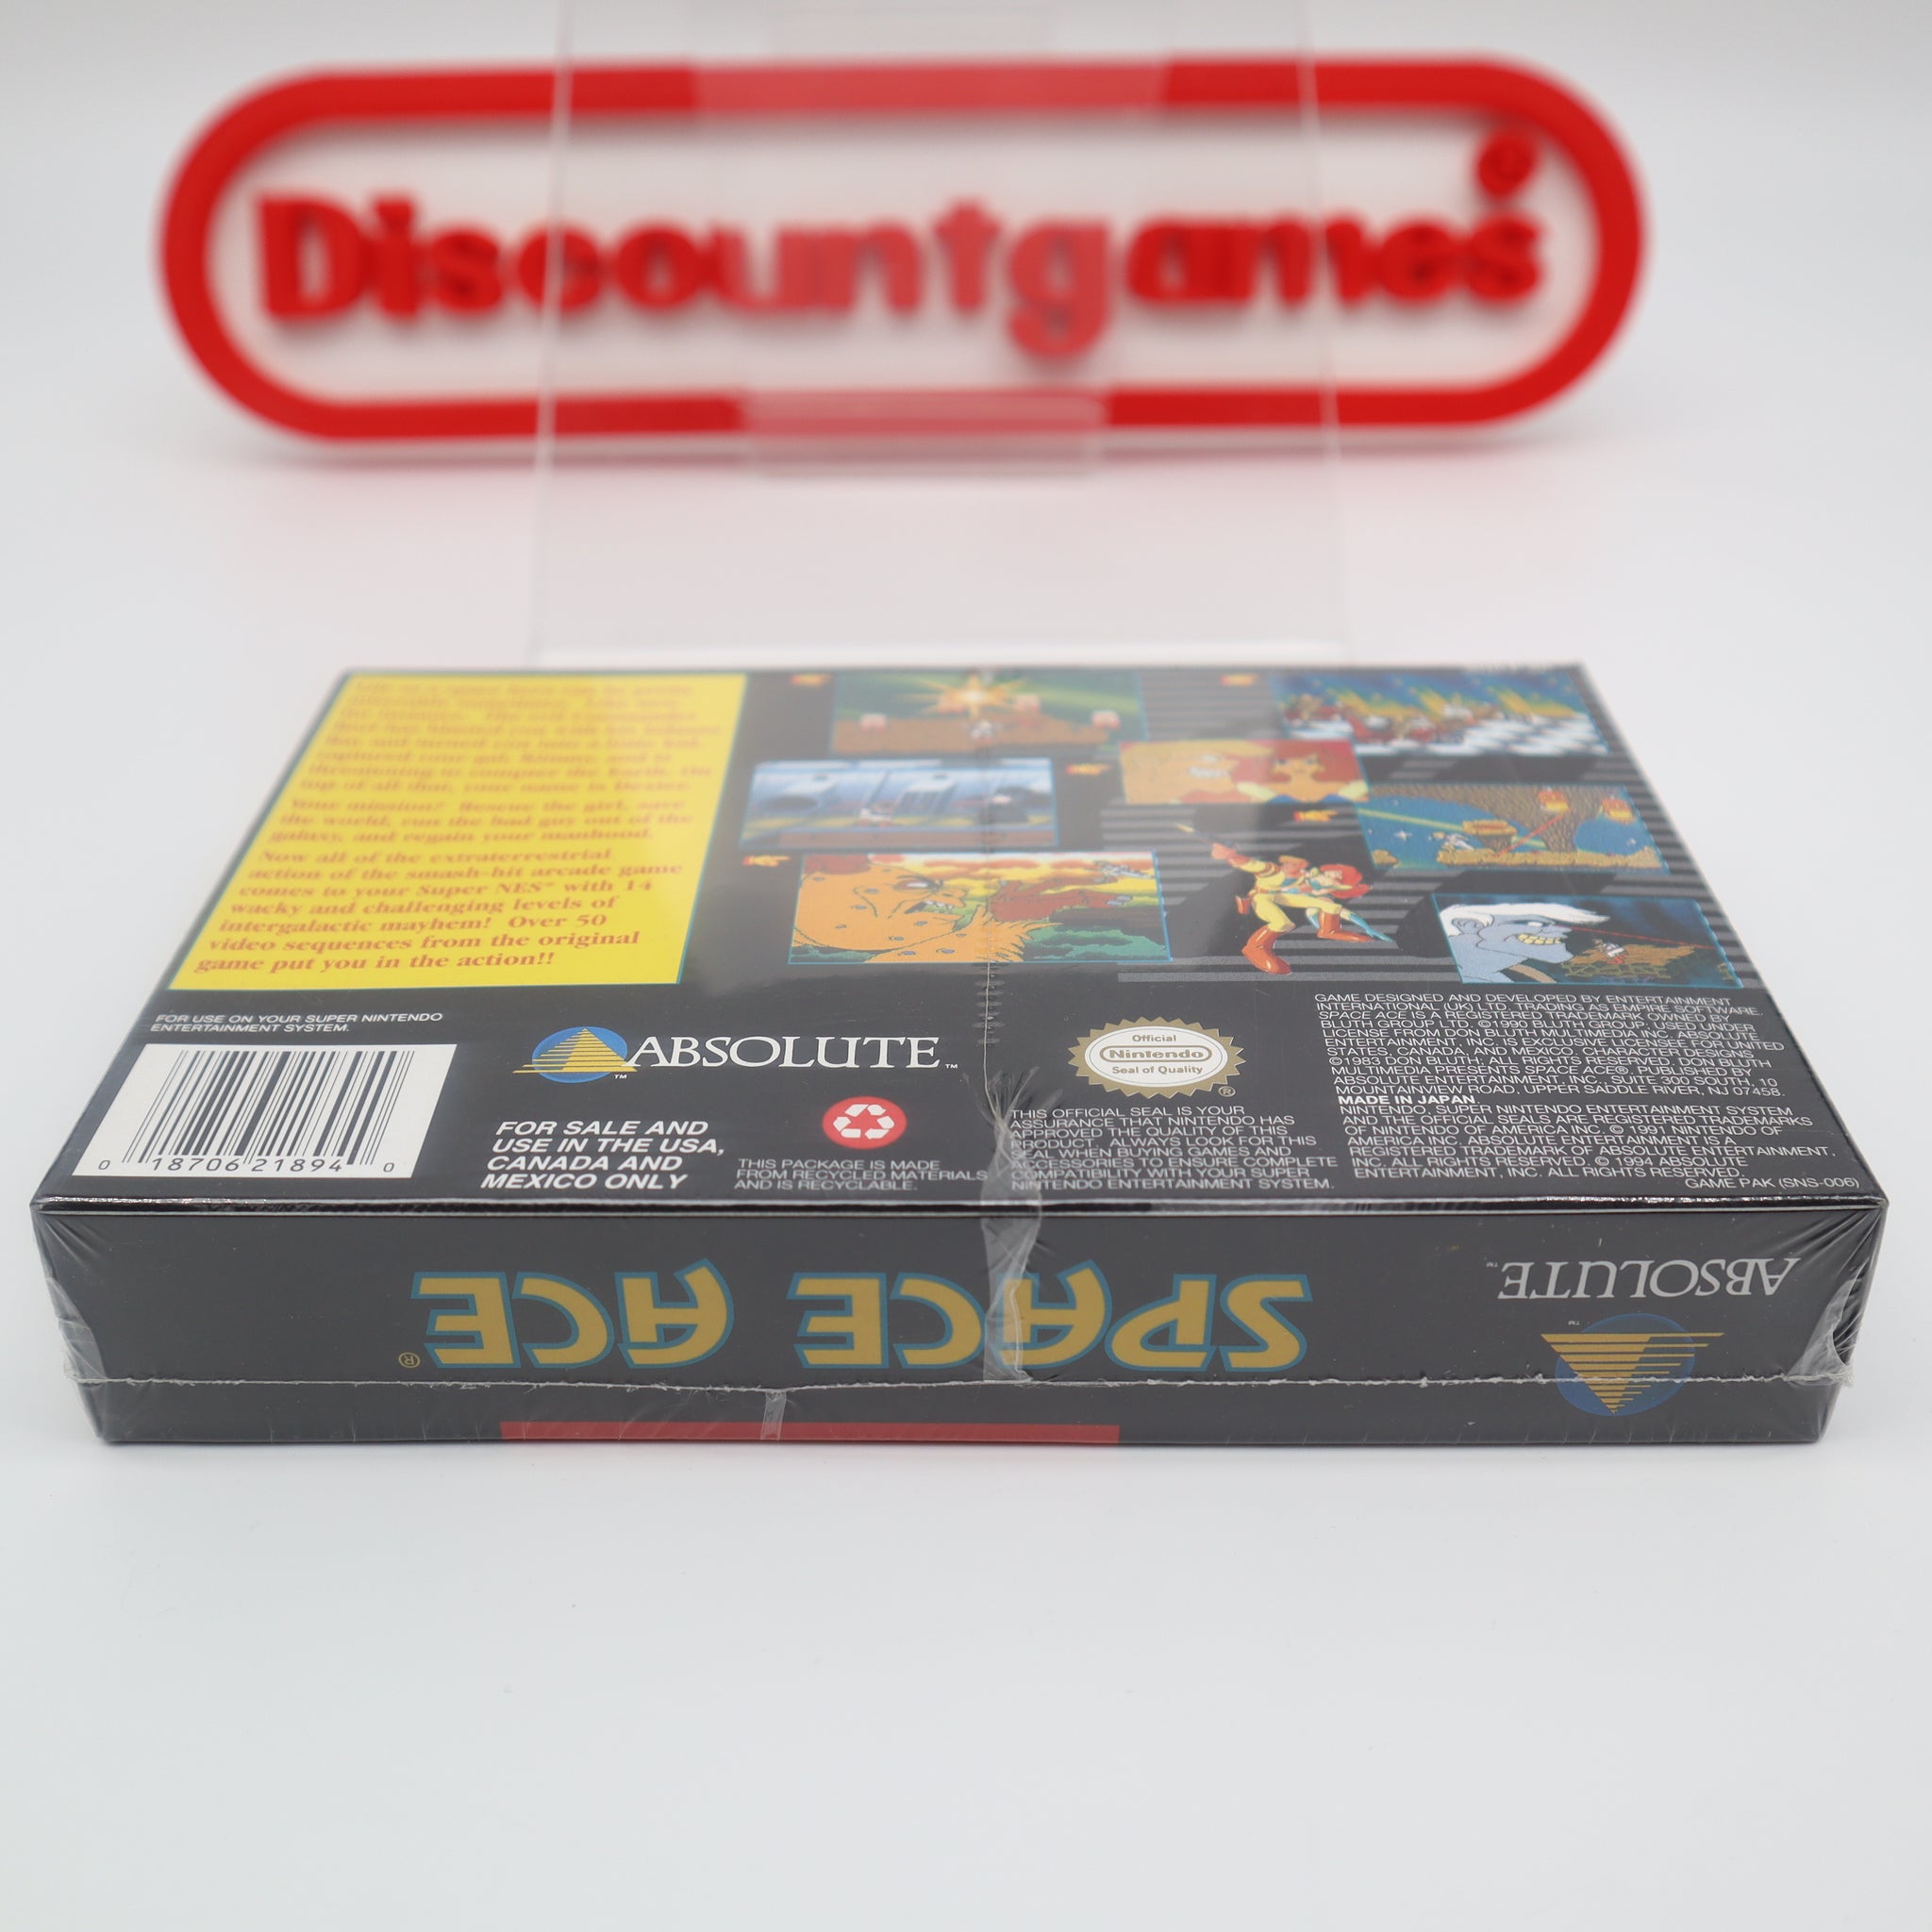 Discountgames
Your mission? Rescue the girl, save
the world, run the bad guy out of the
galaxy, and regain your manhood.
Now all of the extraterrestrial
action of the smash-hit arcade game
comes to your Super NES™ with 14
wacky and challenging levels of
intergalactic mayhem! Over 50
video sequences from the original
game put you in the action!!
FOR USE ON YOUR SUPER NINTENDO
ENTERTAINMENT SYSTEM.
0 18706 21894 0
ABSOLUTE™
FOR SALE AND
USE IN THE USA,
CANADA AND
MEXICO ONLY
THIS PACKAGE IS MADE
FROM RECYCLED MATERIALS
AND IS RECYCLABLE.
Official
Nintendo
Seal of Quality
®
THIS OFFICIAL SEAL IS YOUR
ASSURANCE THAT NINTENDO HAS
APPROVED THE QUALITY OF THIS
PRODUCT. ALWAYS LOOK FOR THIS
SEAL WHEN BUYING GAMES AND
ACCESSORIES TO ENSURE COMPLETE
COMPATIBILITY WITH YOUR SUPER
NINTENDO ENTERTAINMENT SYSTEM.
GAME DESIGNED AND DEVELOPED BY ENTERTAINMENT
INTERNATIONAL (UK) LTD. TRADING AS EMPIRE SOFTWARE.
SPACE ACE IS A REGISTERED TRADEMARK OWNED BY
BLUTH GROUP LTD. ©1990 BLUTH GROUP. USED UNDER
LICENSE FROM DON BLUTH MULTIMEDIA INC. ABSOLUTE
ENTERTAINMENT, INC. IS EXCLUSIVE LICENSEE FOR UNITED
STATES, CANADA, AND MEXICO. CHARACTER DESIGNS
©1983 DON BLUTH; ALL RIGHTS RESERVED. DON BLUTH
MULTIMEDIA PRESENTS SPACE ACE®. PUBLISHED BY
ABSOLUTE ENTERTAINMENT, INC., SUITE 300 SOUTH, 10
MOUNTAINVIEW ROAD, UPPER SADDLE RIVER, NJ 07458.
MADE IN JAPAN.
NINTENDO, SUPER NINTENDO ENTERTAINMENT SYSTEM
AND THE OFFICIAL SEALS ARE REGISTERED TRADEMARKS
OF NINTENDO OF AMERICA INC. © 1991 NINTENDO OF
AMERICA INC. ABSOLUTE ENTERTAINMENT IS A
REGISTERED TRADEMARK OF ABSOLUTE ENTERTAINMENT,
INC. ALL RIGHTS RESERVED. © 1994 ABSOLUTE
ENTERTAINMENT, INC. ALL RIGHTS RESERVED.
GAME PAK (SNS-006)
ABSOLUTE™
SPACE ACE®